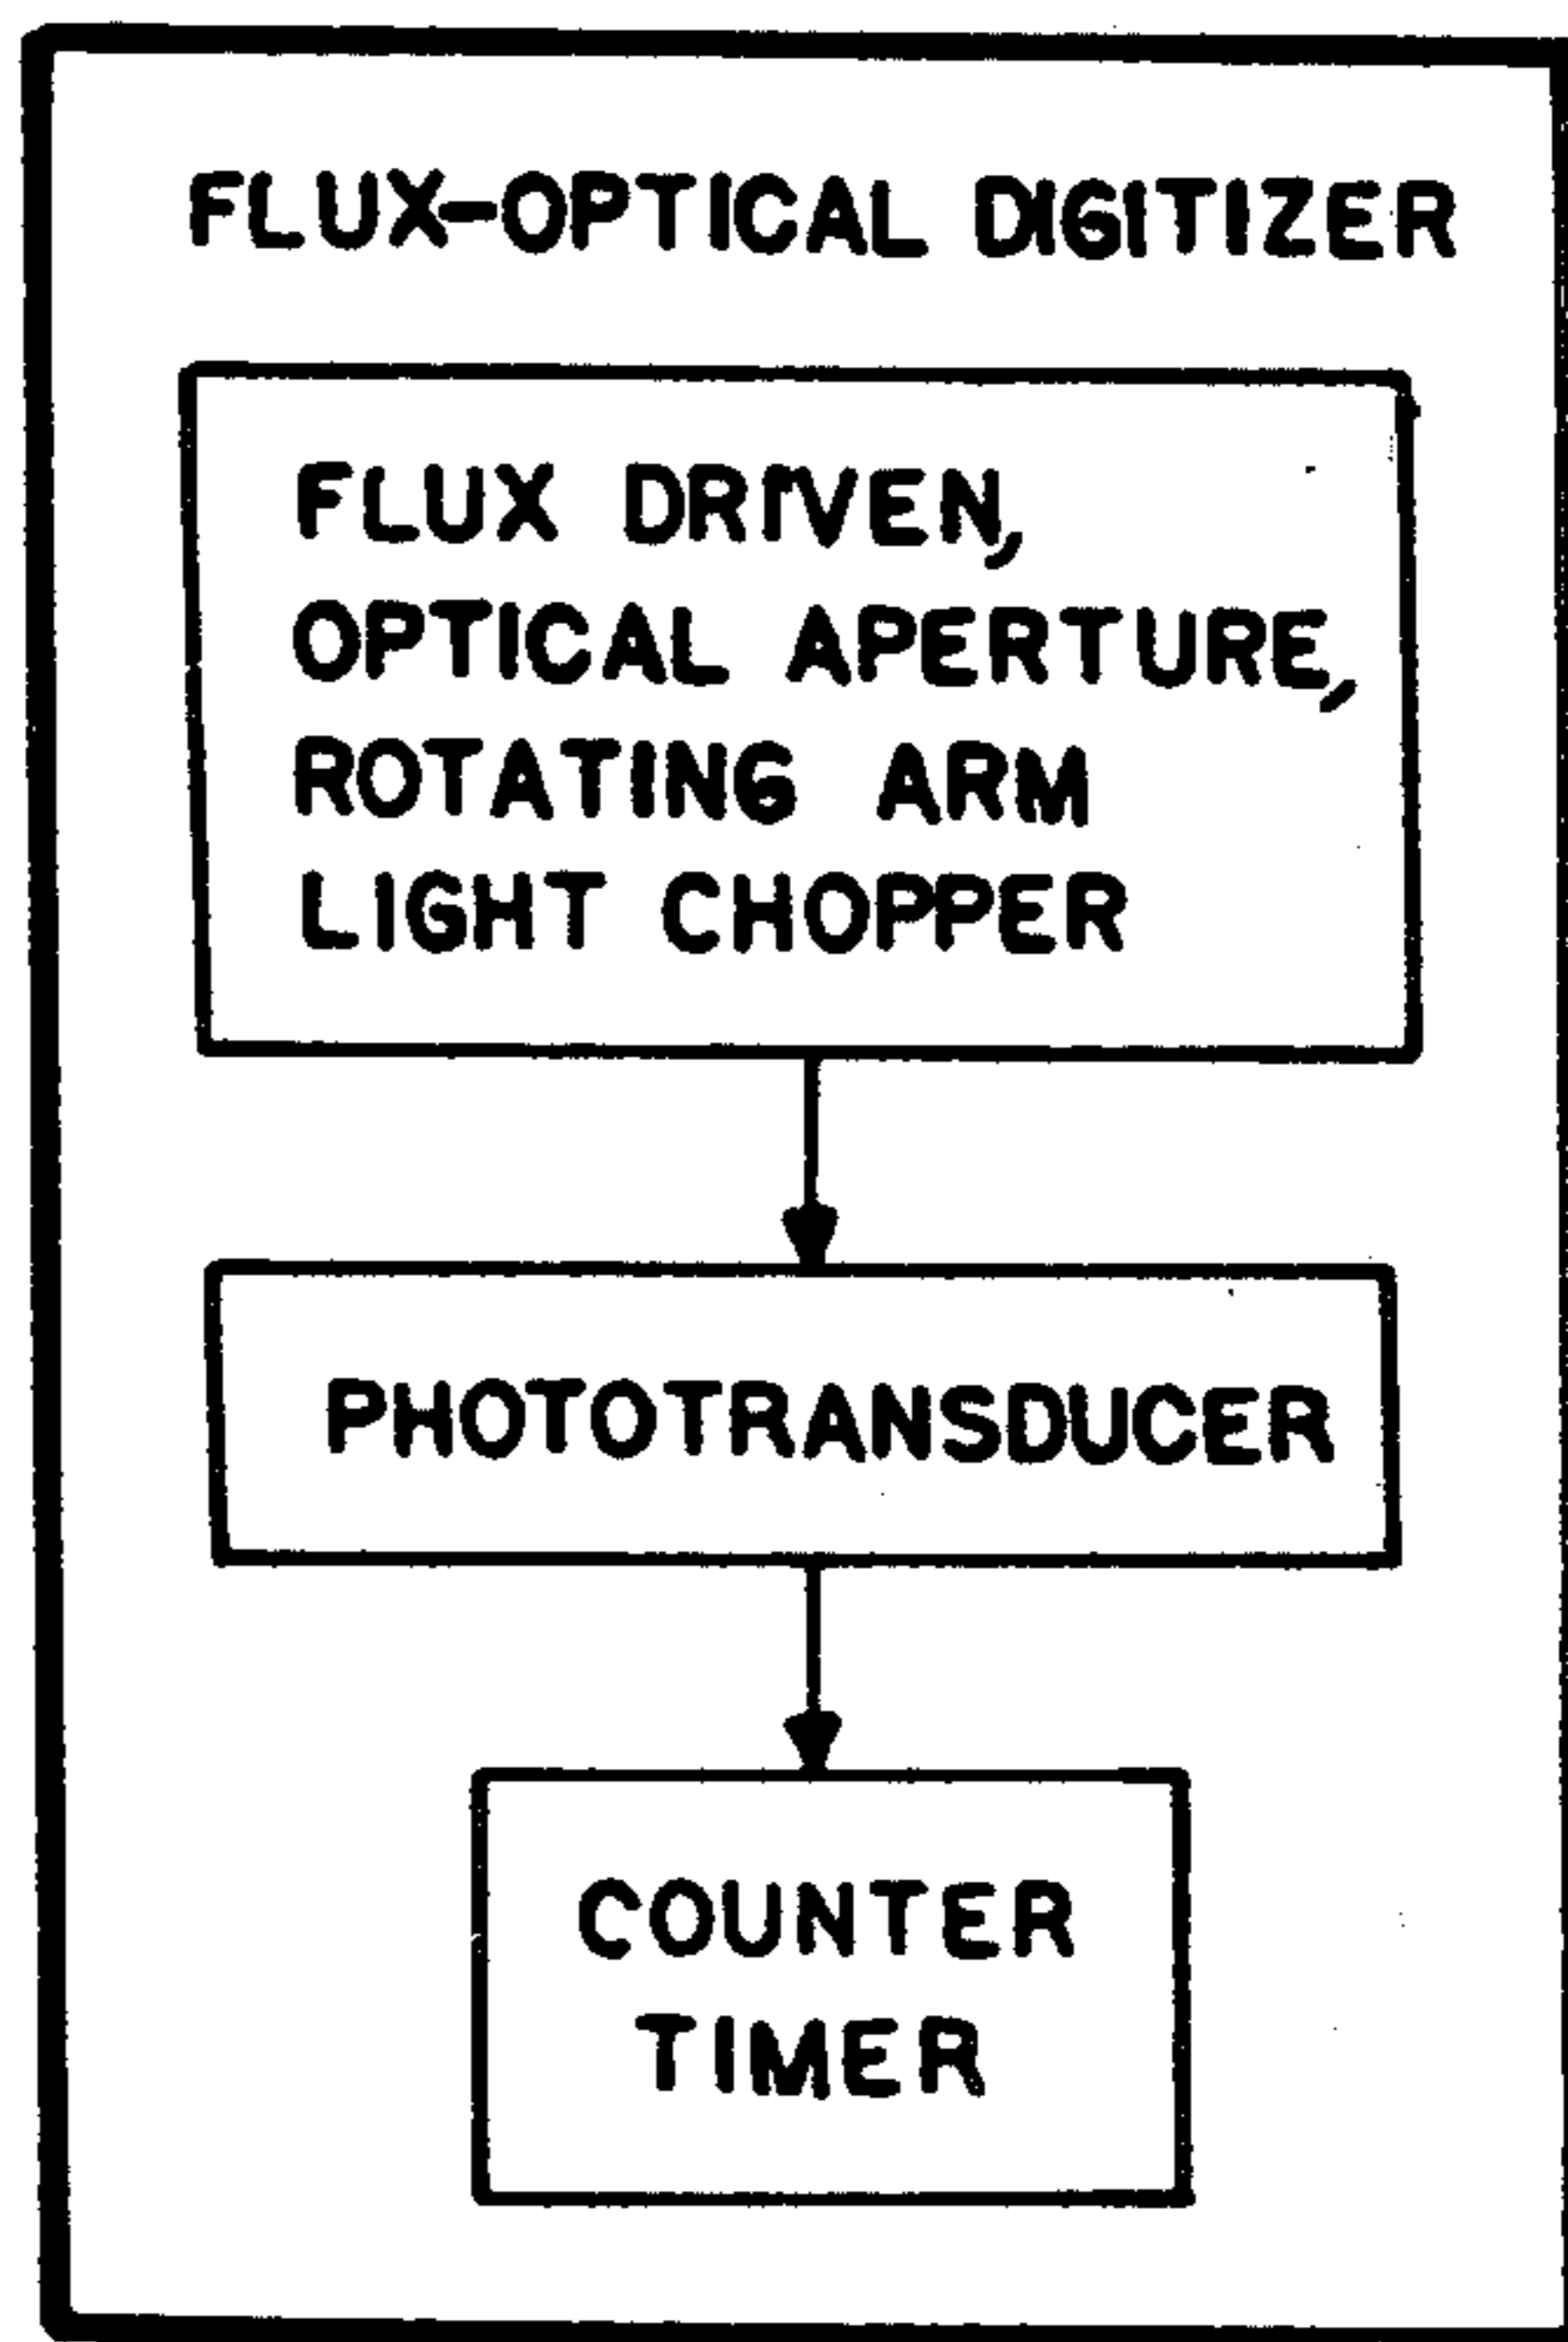 FLUX-OPTICAL DIGITIZER
FLUX DRIVEN,
OPTICAL APERTURE,
ROTATING ARM
LIGHT CHOPPER
PHOTOTRANSDUCER
COUNTER
TIMER